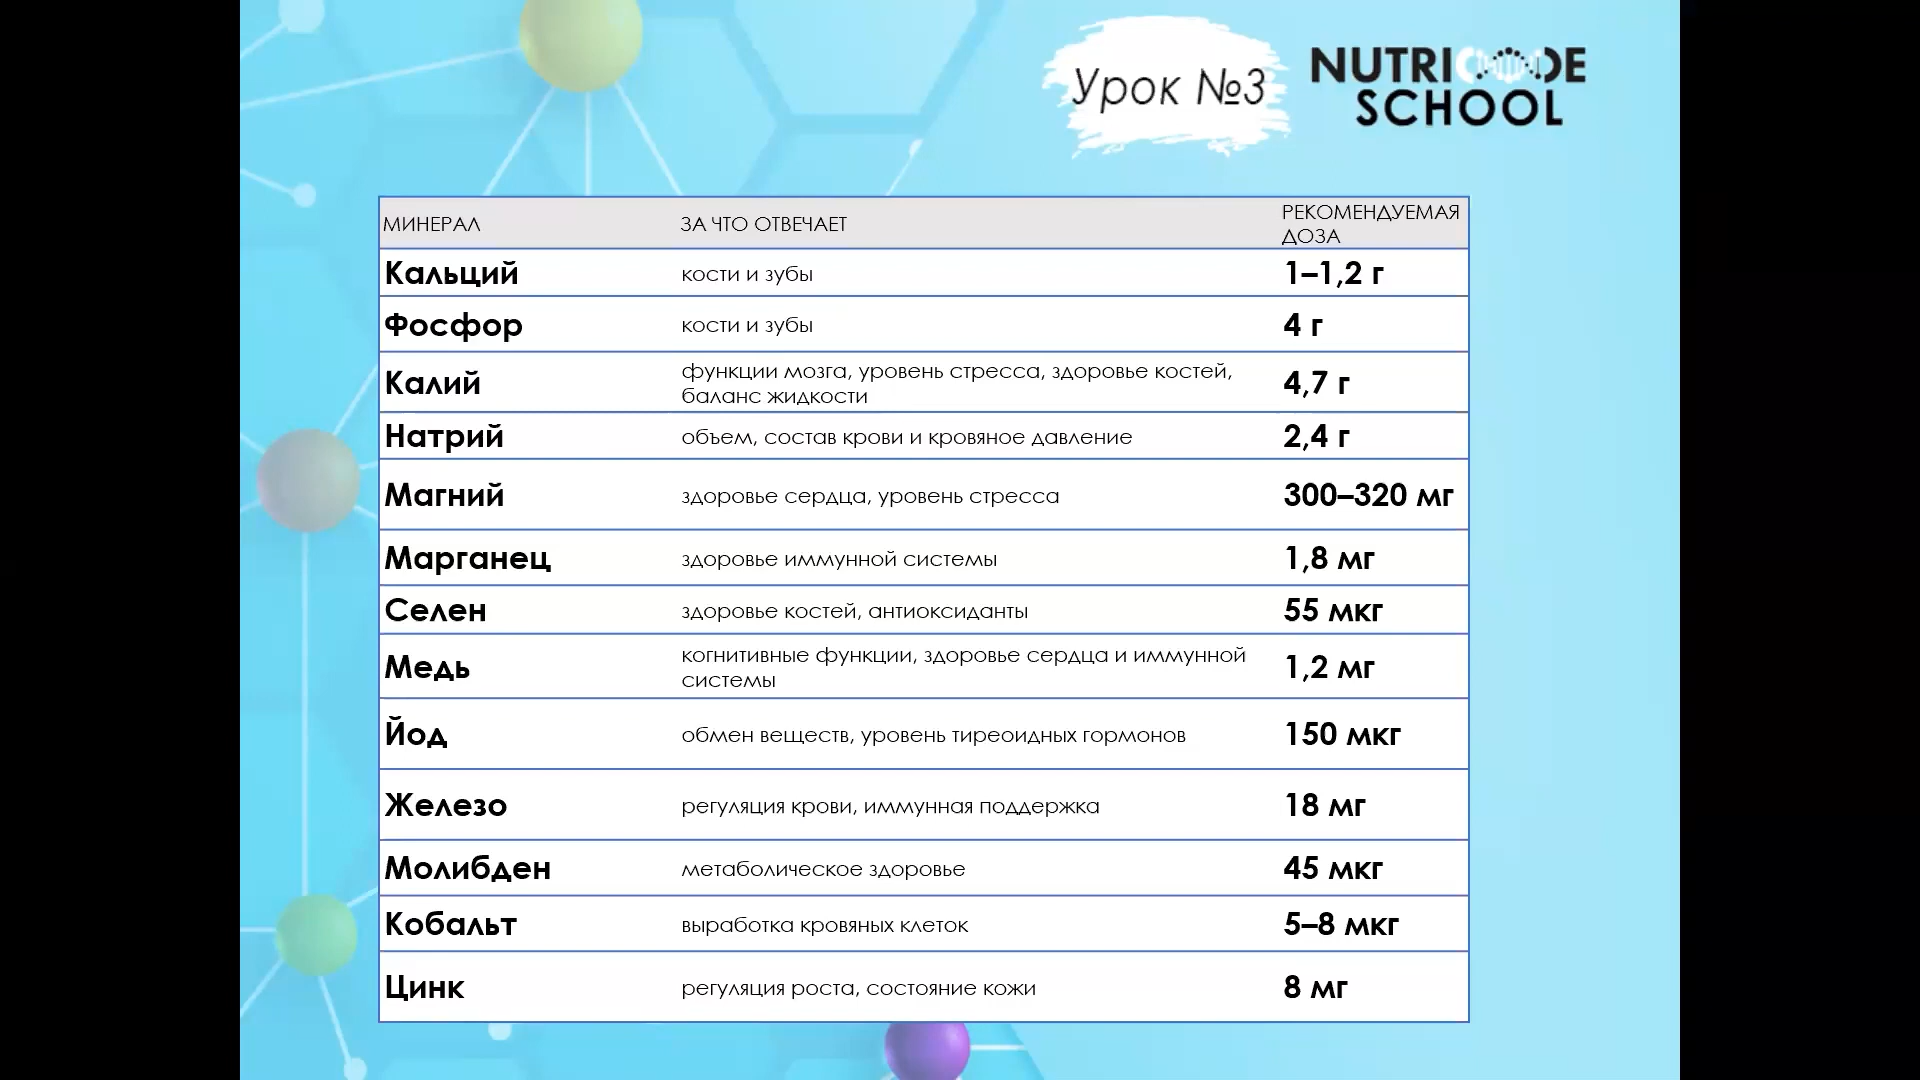 Урок №3
NUTRICODE
SCHOOL
МИНЕРАЛ ЗА ЧТО ОТВЕЧАЕТ РЕКОМЕНДУЕМАЯ
ДОЗА
Кальций кости и зубы 1–1,2 г
Фосфор кости и зубы 4 г
Калий функции мозга, уровень стресса, здоровье костей,
баланс жидкости 4,7 г
Натрий объем, состав крови и кровяное давление 2,4 г
Магний здоровье сердца, уровень стресса 300–320 мг
Марганец здоровье иммунной системы 1,8 мг
Селен здоровье костей, антиоксиданты 55 мкг
Медь когнитивные функции, здоровье сердца и иммунной
системы 1,2 мг
Йод обмен веществ, уровень тиреоидных гормонов 150 мкг
Железо регуляция крови, иммунная поддержка 18 мг
Молибден метаболическое здоровье 45 мкг
Кобальт выработка кровяных клеток 5–8 мкг
Цинк регуляция роста, состояние кожи 8 мг